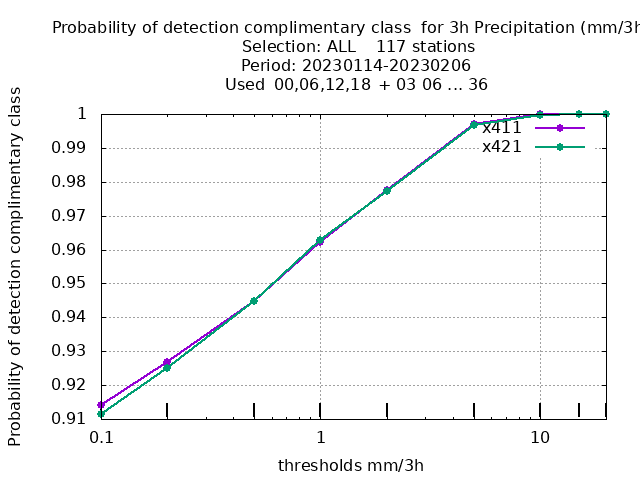 Probability of detection complimentary class  for 3h Precipitation (mm/3h
Selection: ALL    117 stations
Period: 20230114-20230206
Used  00,06,12,18  + 03 06 ... 36
Probability of detection complimentary class
1
0.99
0.98
0.97
0.96
0.95
0.94
0.93
0.92
0.91
x411
x421
0.1
1
10
thresholds mm/3h